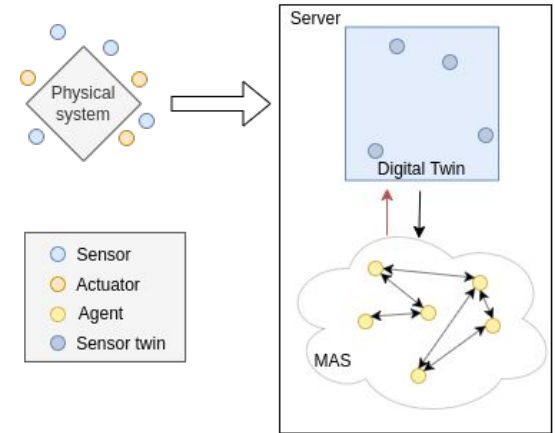 Server
Physical
system
Digital Twin
Sensor
Actuator
Agent
Sensor twin
MAS